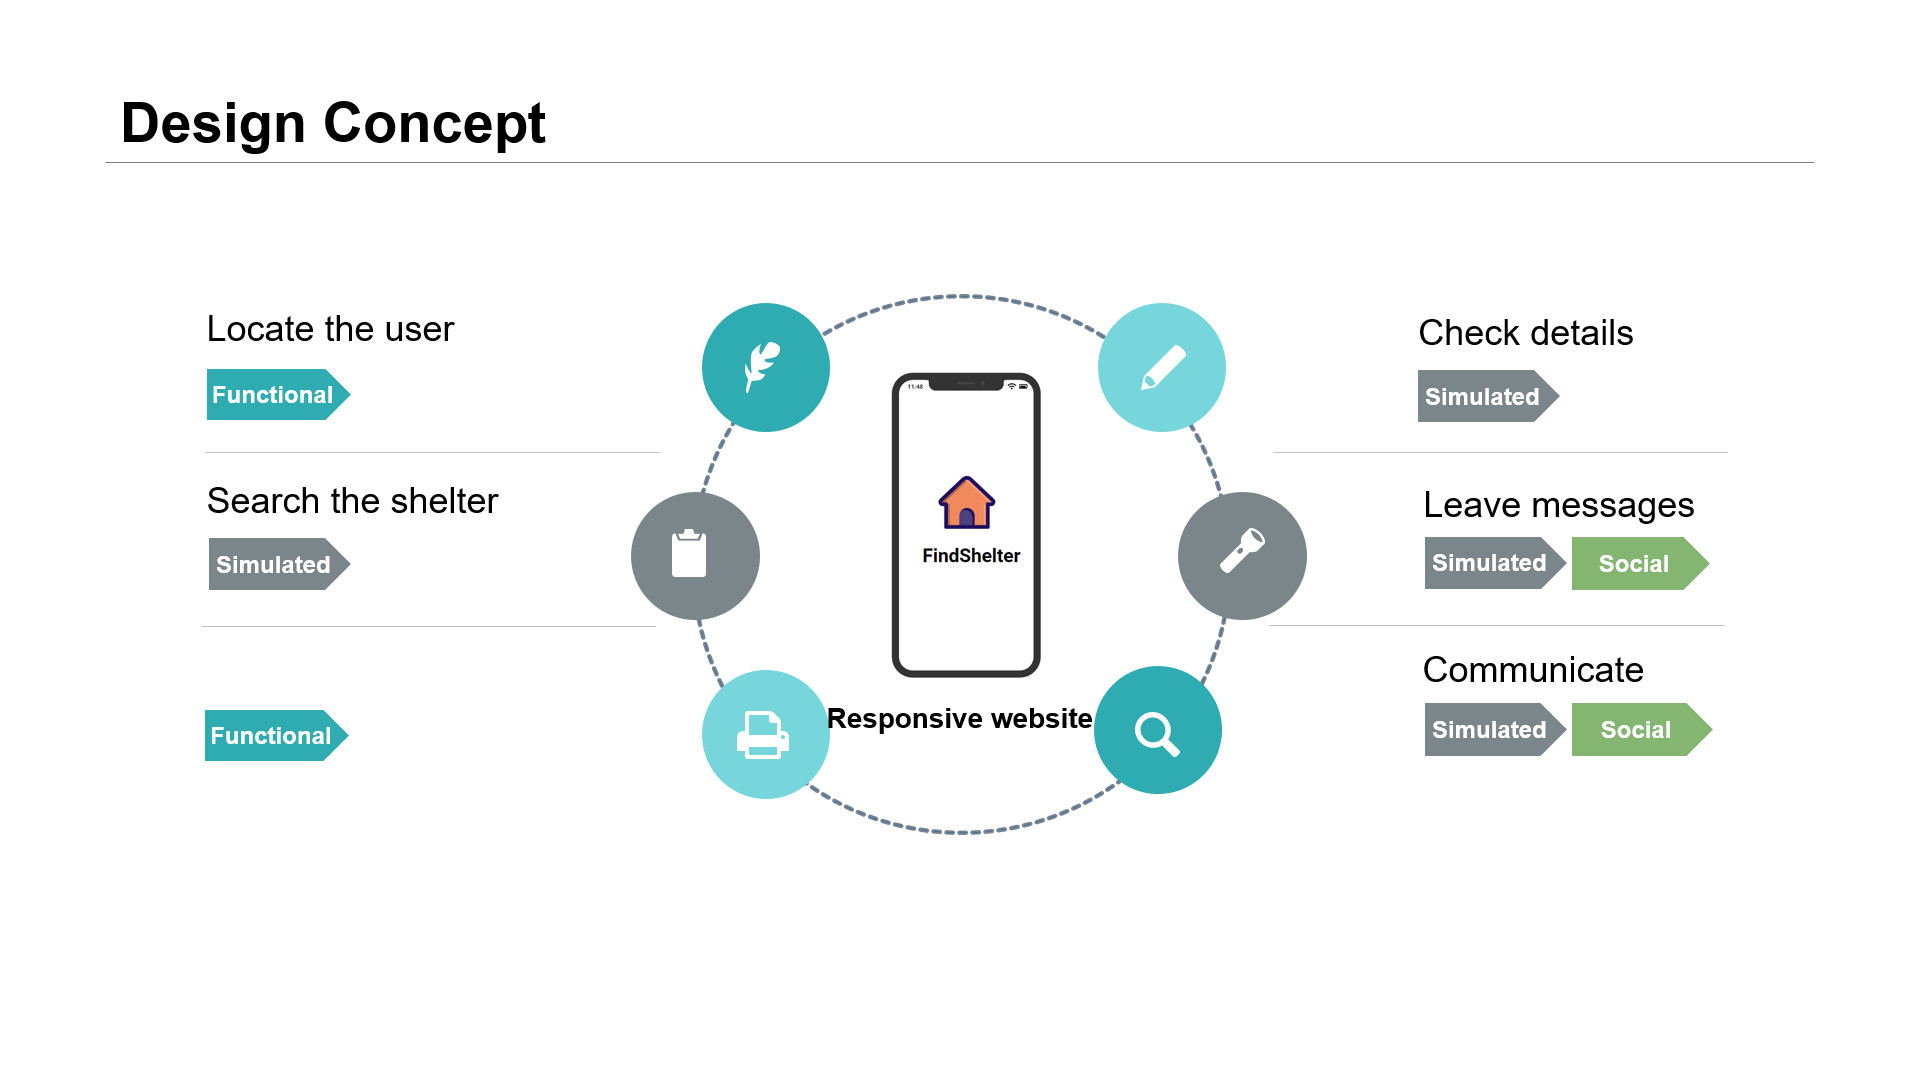 Design Concept
Locate the user
Functional
Search the shelter
Simulated
Functional
11:48
FindShelter
Responsive website
Check details
Simulated
Leave messages
Simulated Social
Communicate
Simulated Social